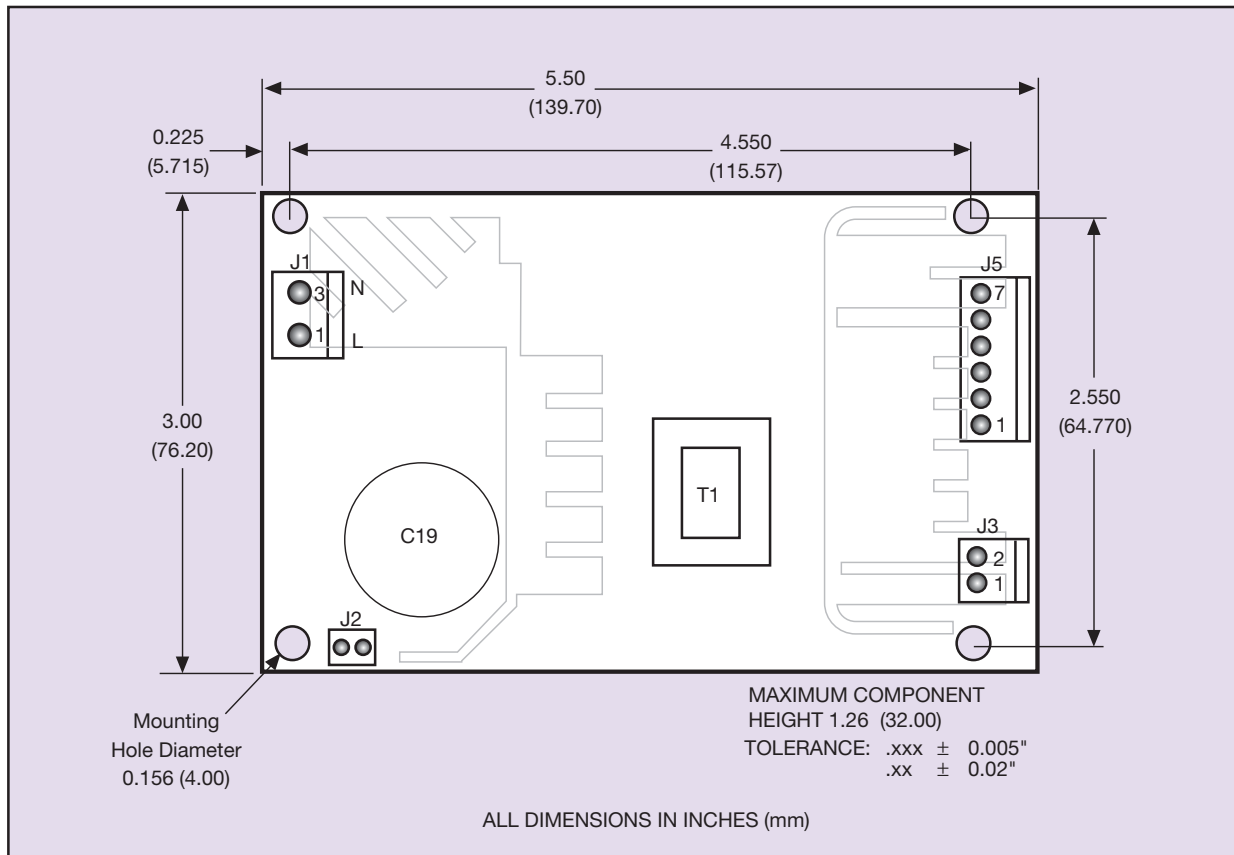 5.50
(139.70)
0.225
(5.715)
4.550
(115.57)
J1
3 N
1 L
J5
7
1
3.00
(76.20)
2.550
(64.770)
T1
C19
J3
2
1
J2
Mounting
Hole Diameter
0.156 (4.00)
MAXIMUM COMPONENT
HEIGHT 1.26 (32.00)
TOLERANCE: .xxx ± 0.005"
.xx ± 0.02"
ALL DIMENSIONS IN INCHES (mm)